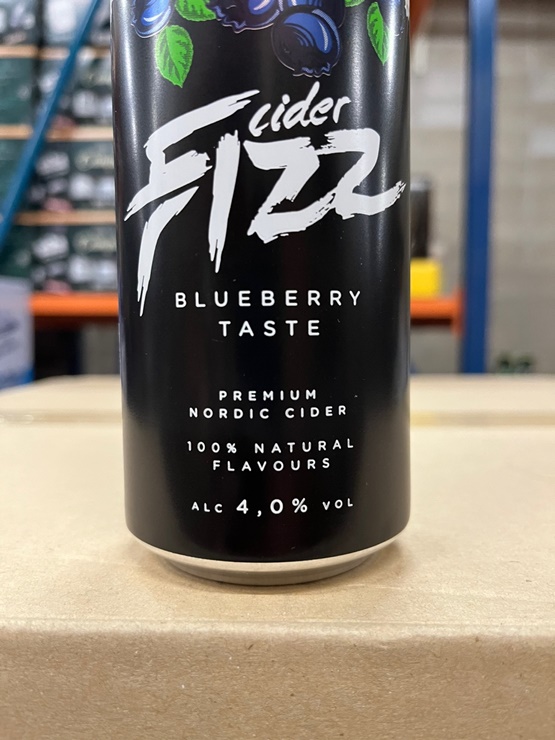 cider
FIZZ
BLUEBERRY
TASTE
PREMIUM
NORDIC CIDER
100% NATURAL
FLAVOURS
ALC 4,0% VOL